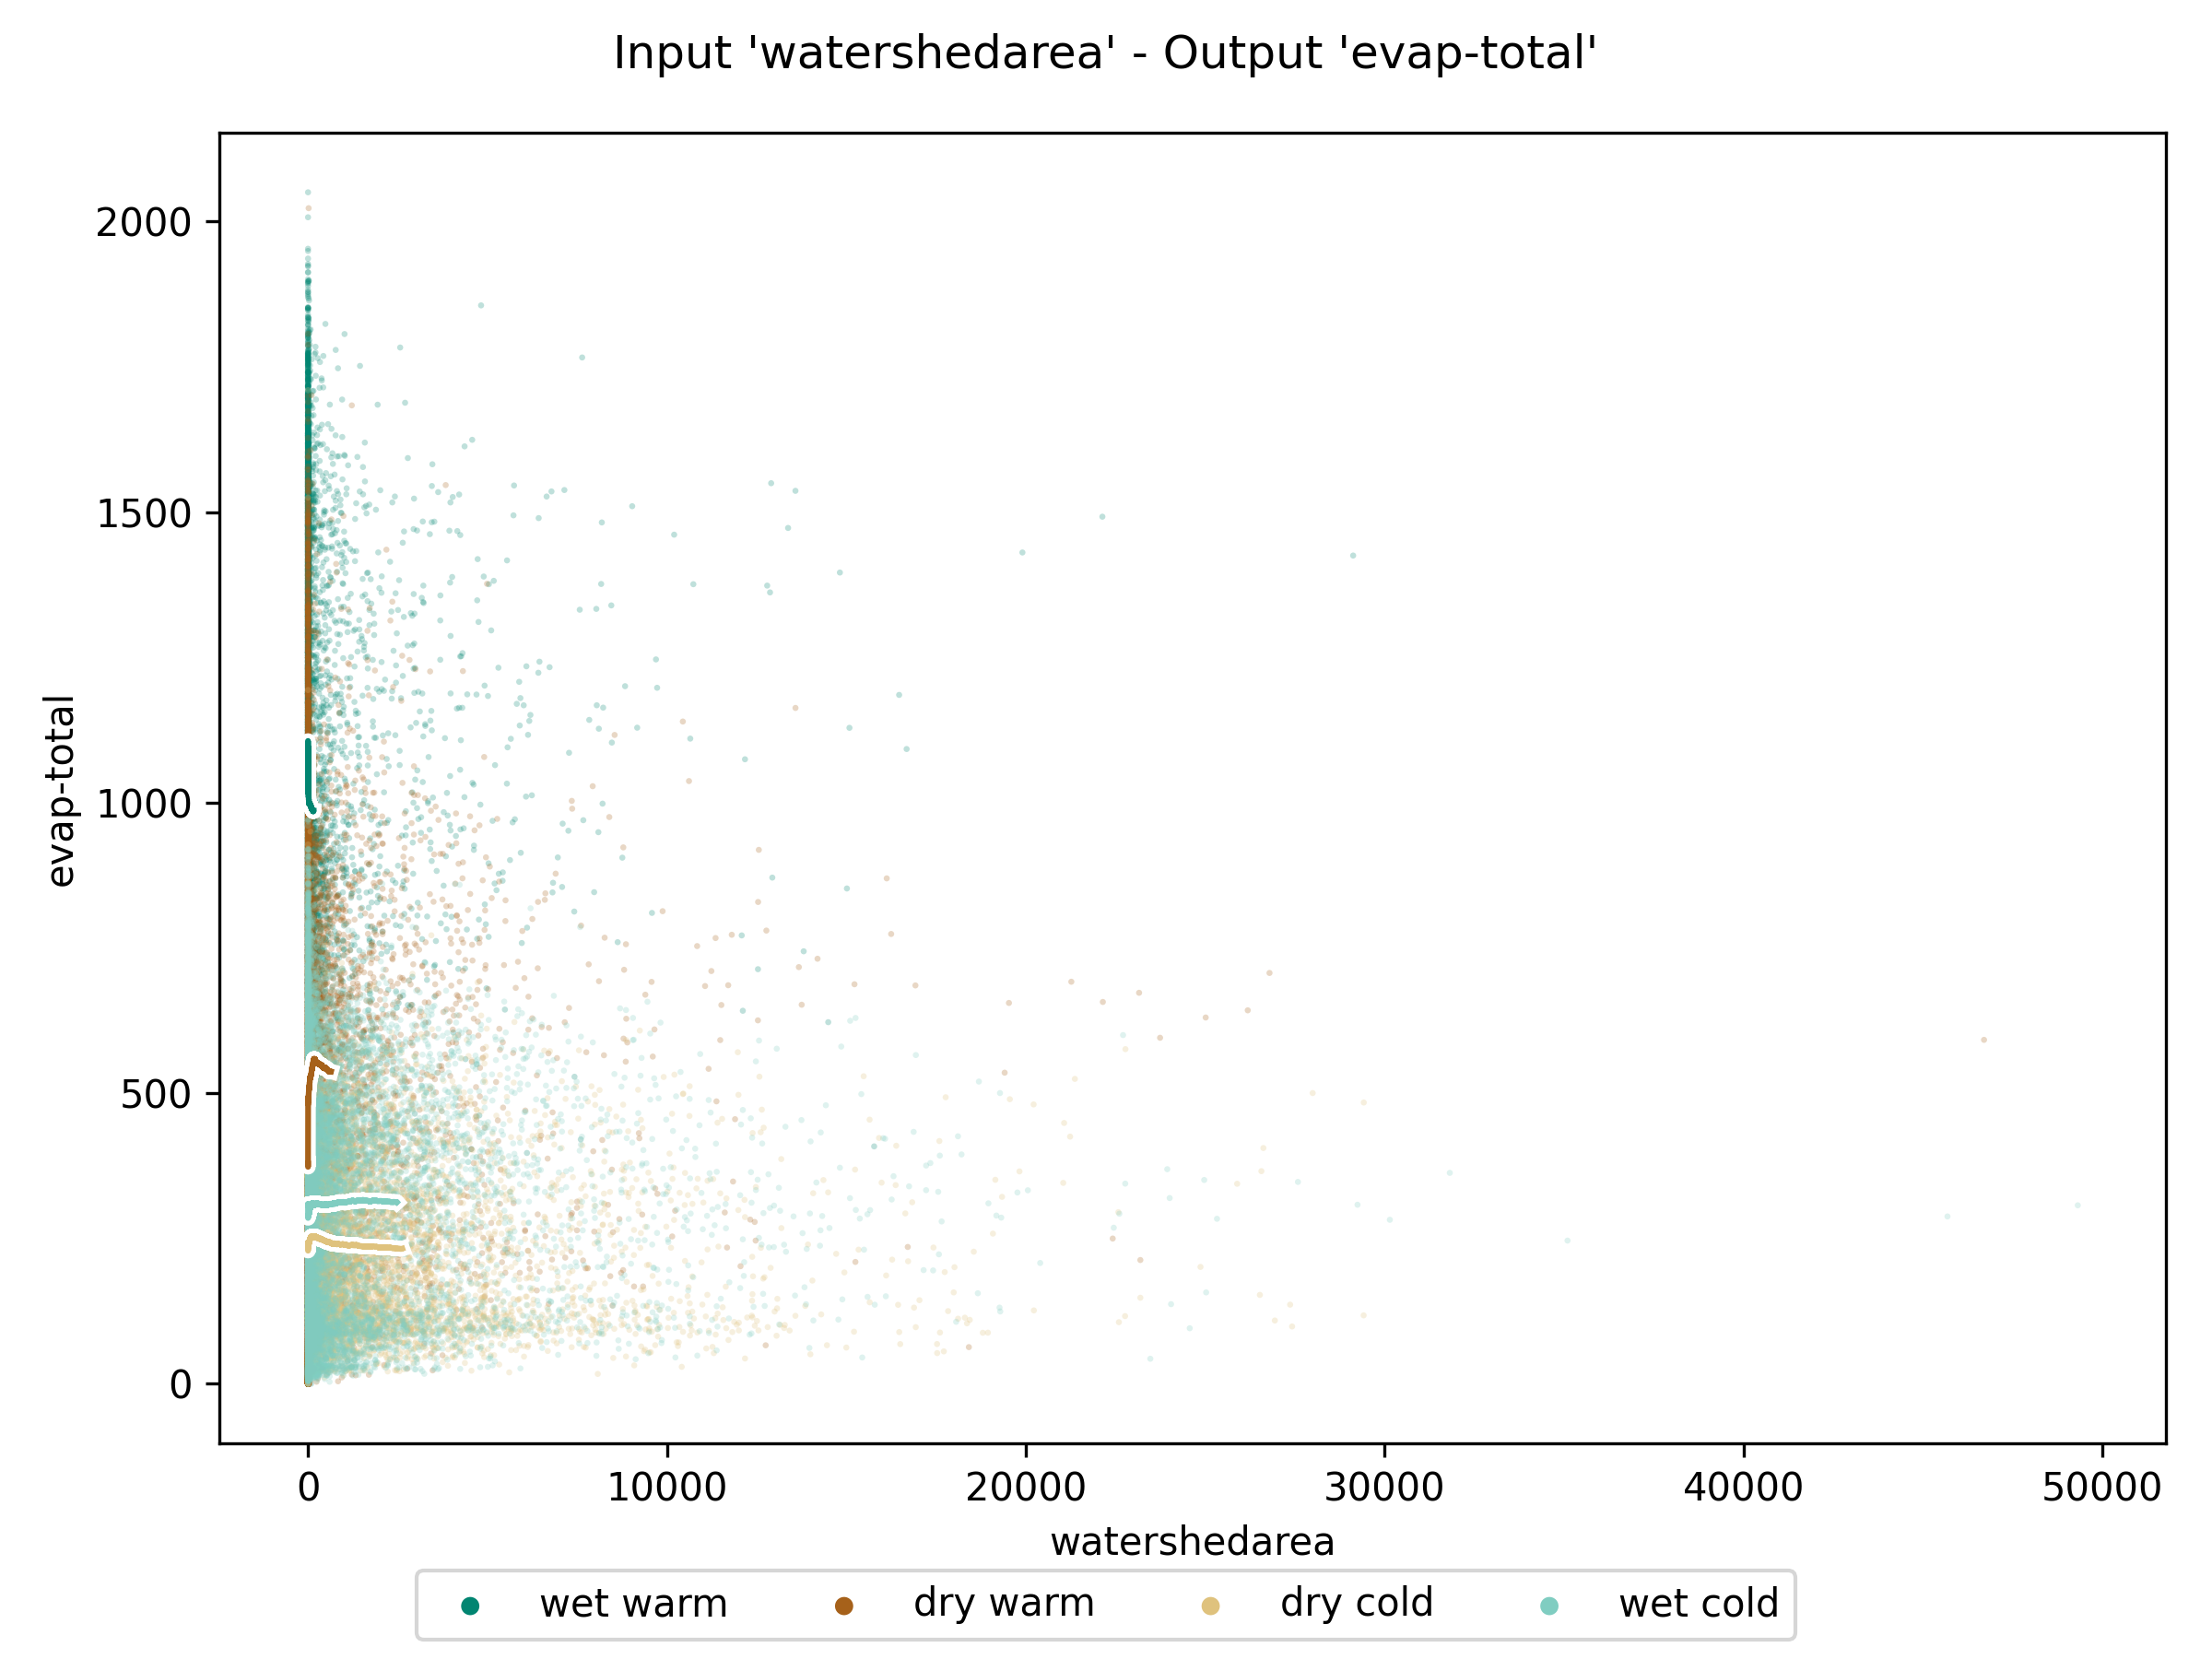 Input 'watershedarea' - Output 'evap-total'
evap-total
2000
1500
1000
500
0
0 10000 20000 30000 40000 50000
watershedarea
wet warm dry warm dry cold wet cold